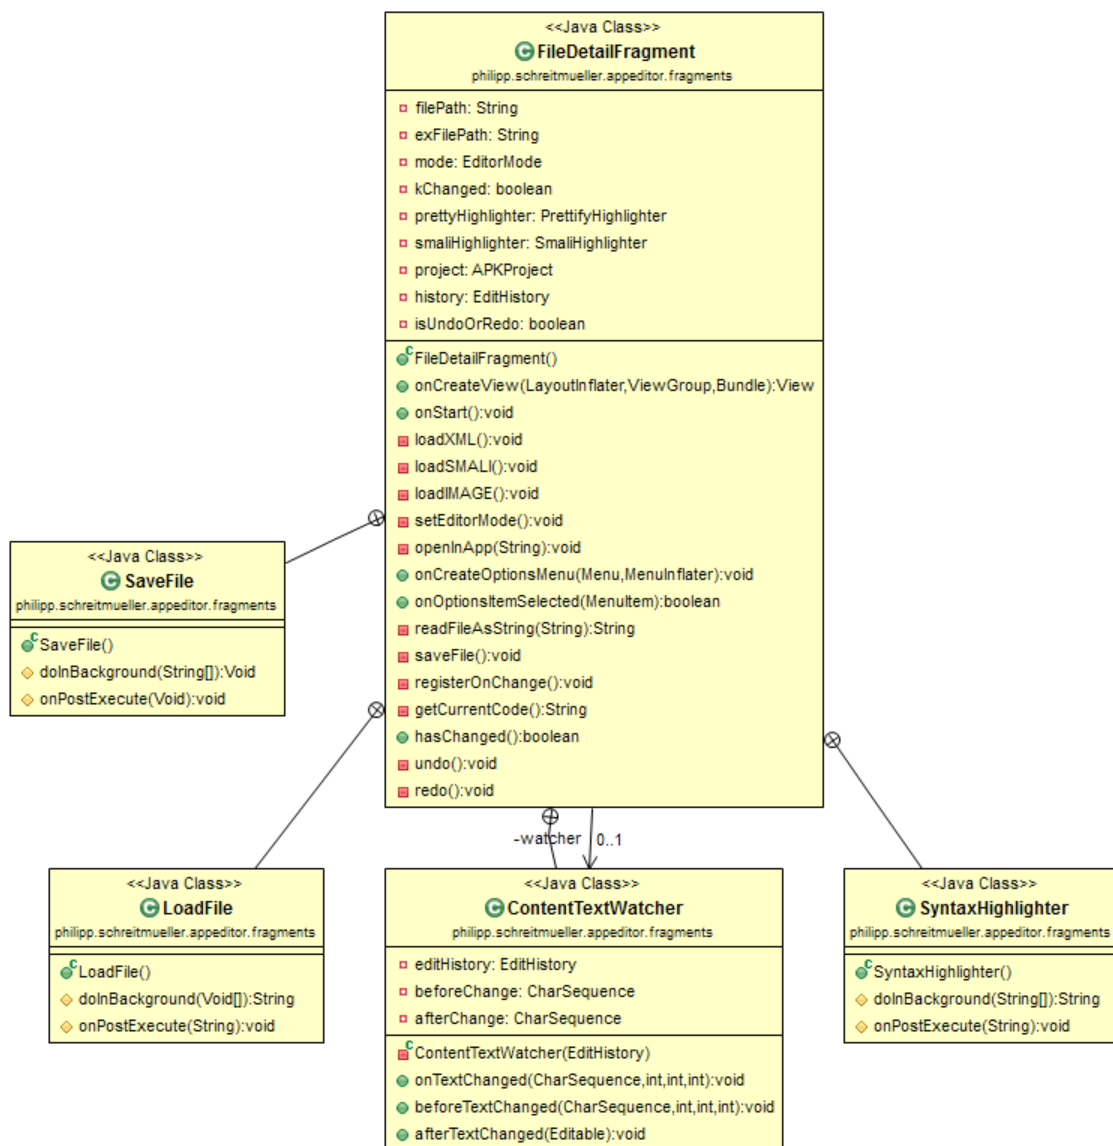 <<Java Class>>
FileDetailFragment
philipp.schreitmueller.appeditor.fragments
filePath: String
exFilePath: String
mode: EditorMode
kChanged: boolean
prettyHighlighter: PrettifyHighlighter
smaliHighlighter: SmaliHighlighter
project: APKProject
history: EditHistory
isUndoOrRedo: boolean
FileDetailFragment()
onCreateView(LayoutInflater,ViewGroup,Bundle):View
onStart():void
loadXML():void
loadSMALI():void
loadIMAGE():void
setEditorMode():void
openInApp(String):void
onCreateOptionsMenu(Menu,MenuInflater):void
onOptionsItemSelected(MenuItem):boolean
readFileAsString(String):String
saveFile():void
registerOnChange():void
getCurrentCode():String
hasChanged():boolean
undo():void
redo():void
<<Java Class>>
SaveFile
philipp.schreitmueller.appeditor.fragments
SaveFile()
doInBackground(String[]):Void
onPostExecute(Void):void
-watcher 0..1
<<Java Class>>
LoadFile
philipp.schreitmueller.appeditor.fragments
LoadFile()
doInBackground(Void[]):String
onPostExecute(String):void
<<Java Class>>
ContentTextWatcher
philipp.schreitmueller.appeditor.fragments
editHistory: EditHistory
beforeChange: CharSequence
afterChange: CharSequence
ContentTextWatcher(EditHistory)
onTextChanged(CharSequence,int,int,int):void
beforeTextChanged(CharSequence,int,int,int):void
afterTextChanged(Editable):void
<<Java Class>>
SyntaxHighlighter
philipp.schreitmueller.appeditor.fragments
SyntaxHighlighter()
doInBackground(String[]):String
onPostExecute(String):void